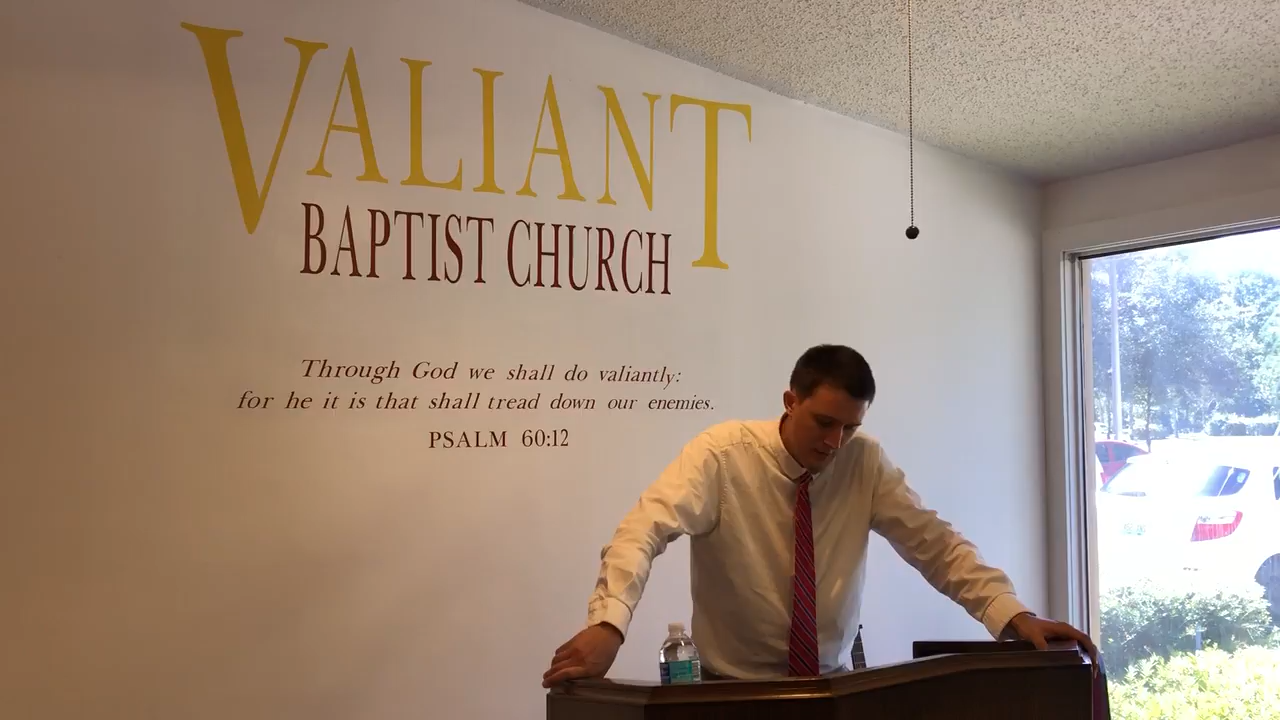 VALIANT
BAPTIST CHURCH
Through God we shall do valiantly:
for he it is that shall tread down our enemies.
PSALM 60:12